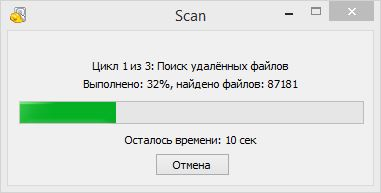 Scan
Цикл 1 из 3: Поиск удалённых файлов
Выполнено: 32%, найдено файлов: 87181
Осталось времени: 10 сек
Отмена